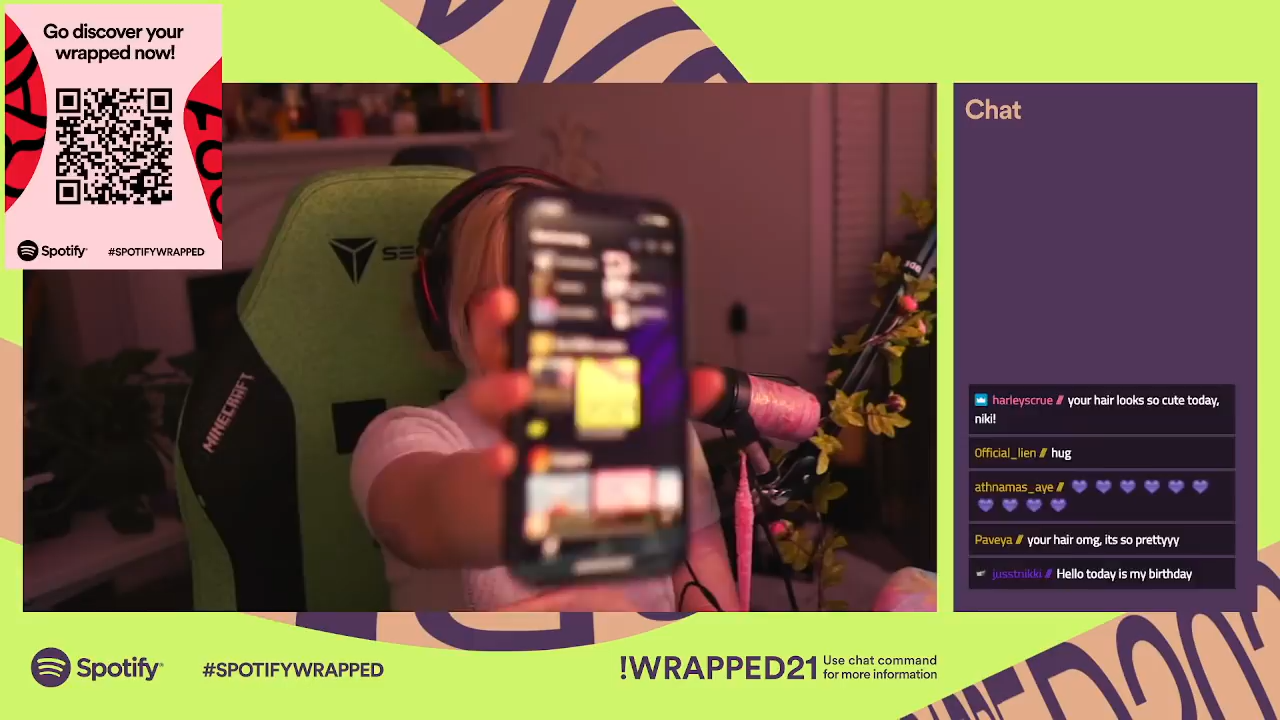 Go discover your
wrapped now!
Spotify
#SPOTIFYWRAPPED
MINECRAFT
Chat
harleyscrue // your hair looks so cute today,
niki!
Official_lien // hug
athnamas_aye // 💜 💜 💜 💜 💜 💜
💜 💜 💜 💜
Paveya // your hair omg, its so prettyyy
jusstnikki // Hello today is my birthday
Spotify
#SPOTIFYWRAPPED
!WRAPPED21
Use chat command
for more information